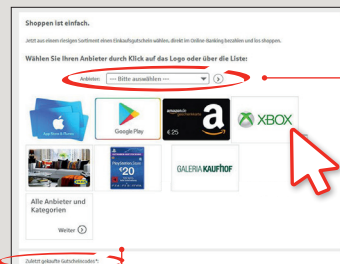 Shoppen ist einfach.
Jetzt aus einem riesigen Sortiment einen Einkaufsgutschein wählen, direkt im Online-Banking bezahlen und los shoppen.
Wählen Sie Ihren Anbieter durch Klick auf das Logo oder über die Liste:
Anbieter: --- Bitte auswählen ---
App Store & iTunes
Google Play
amazon.de
€25
a
XBOX
PlayStation Store
€20
GALERIA KAUFHOF
Alle Anbieter und
Kategorien
Weiter
Zuletzt gekaufte Gutscheincodes*: